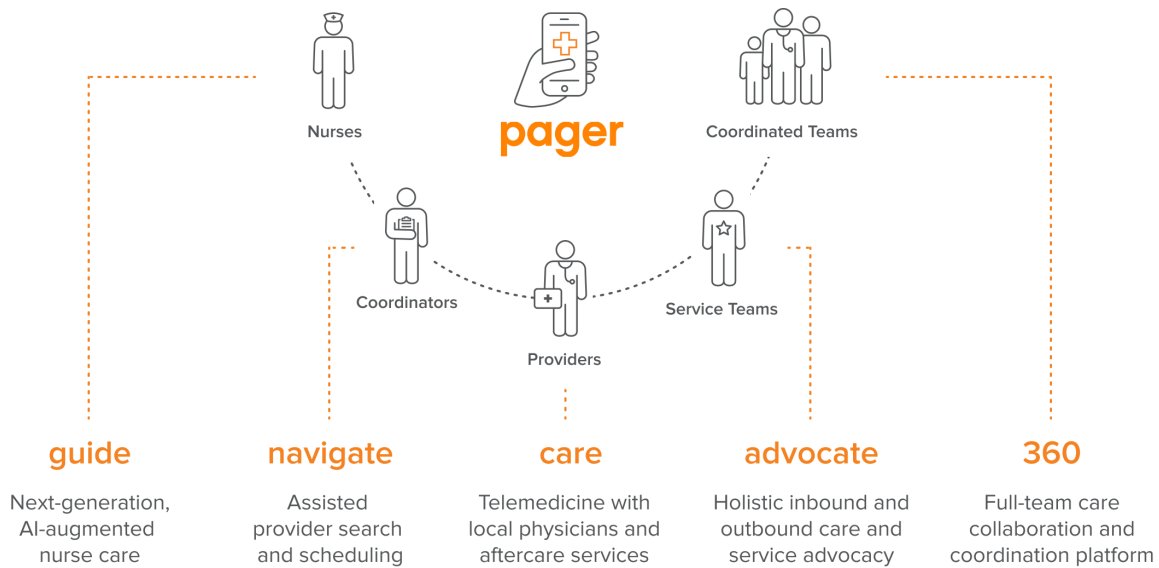 pager
Nurses
Coordinated Teams
Coordinators
Service Teams
Providers
guide
Next-generation,
AI-augmented
nurse care
navigate
Assisted
provider search
and scheduling
care
Telemedicine with
local physicians and
aftercare services
advocate
Holistic inbound and
outbound care and
service advocacy
360
Full-team care
collaboration and
coordination platform